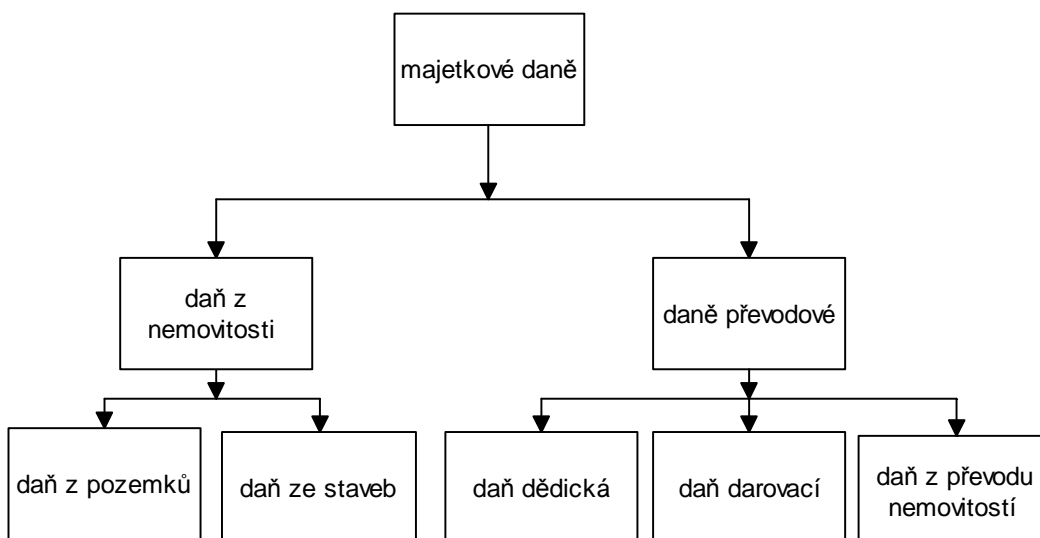 majetkové daně
daň z
nemovitosti
daně převodové
daň z pozemků
daň ze staveb
daň dědická
daň darovací
daň z převodu
nemovitostí